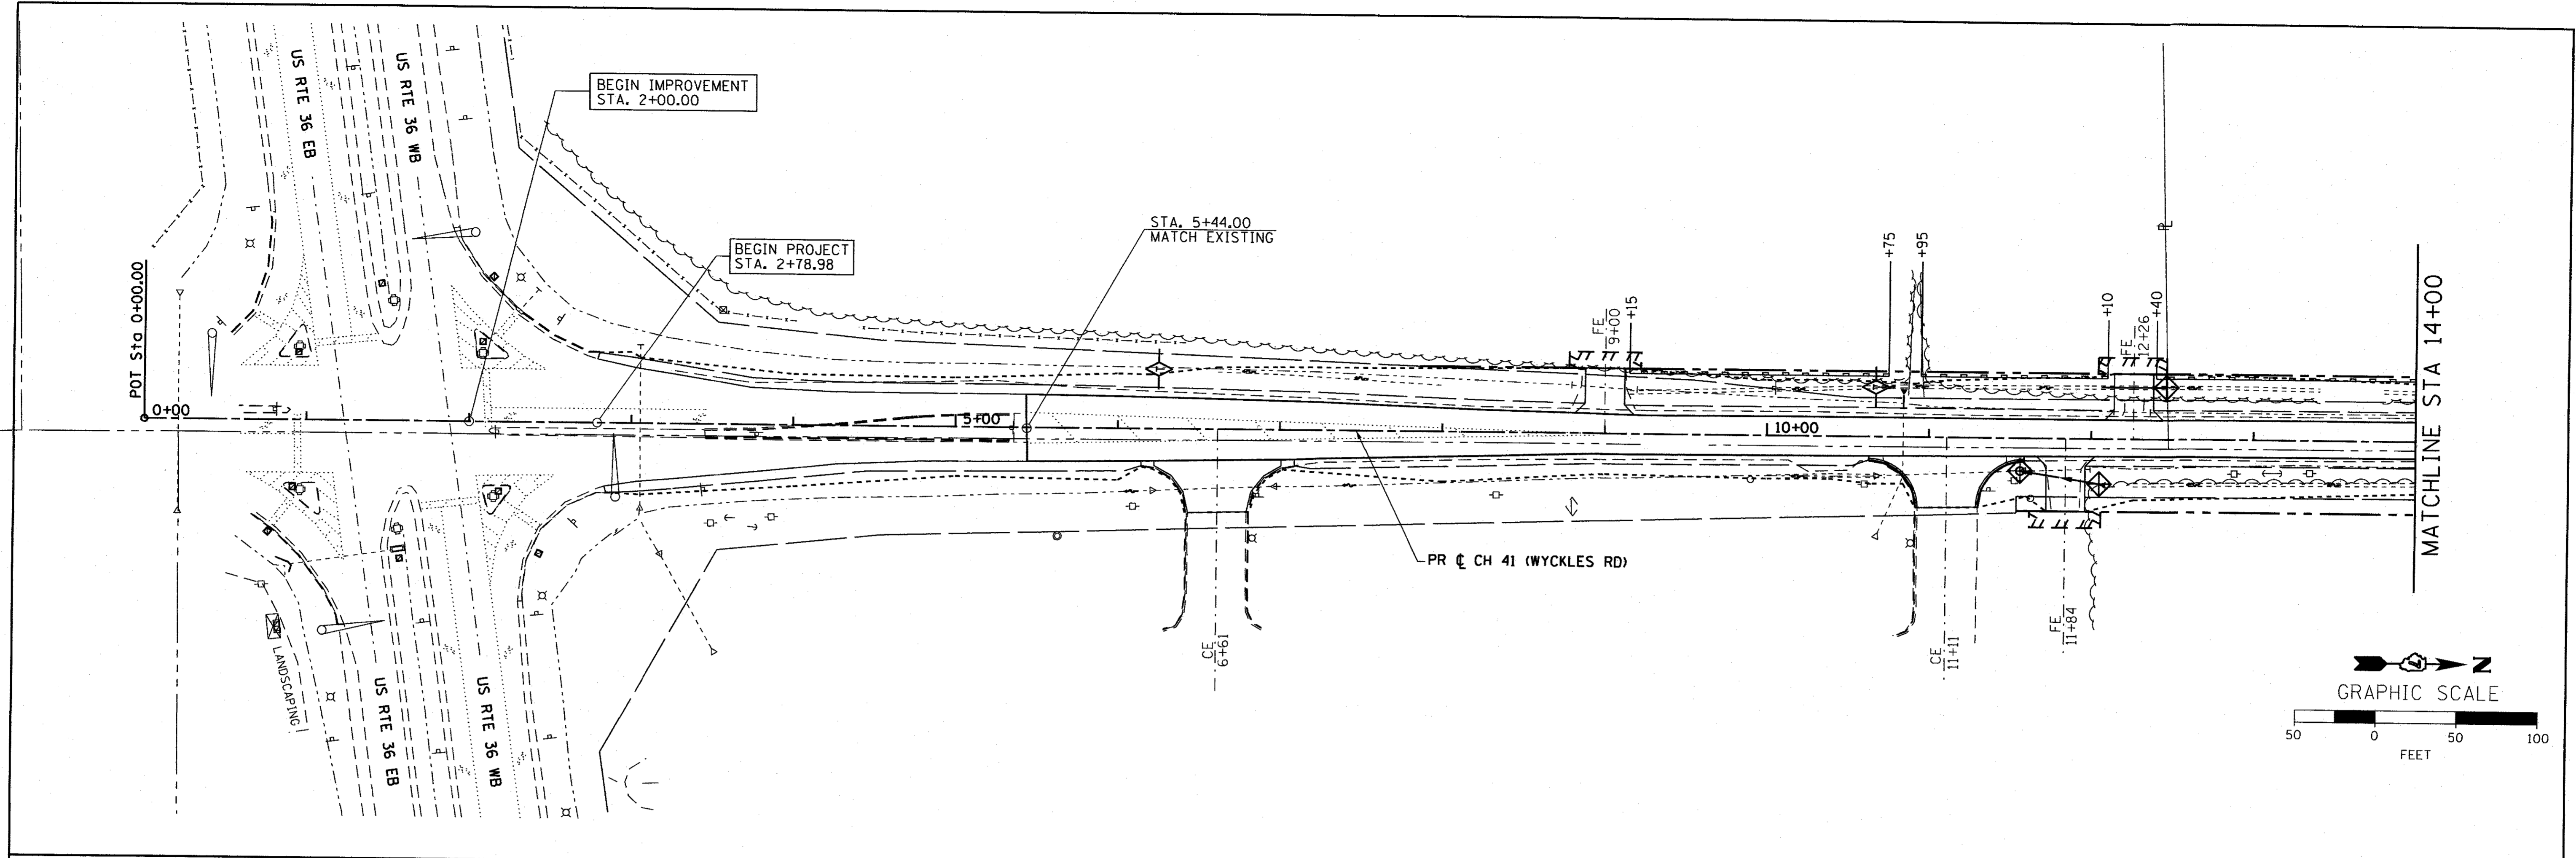 US RTE 36 EB
US RTE 36 WB
BEGIN IMPROVEMENT
STA. 2+00.00
BEGIN PROJECT
STA. 2+78.98
STA. 5+44.00
MATCH EXISTING
POT Sta 0+00.00
0+00
5+00
10+00
FE
9+00
+15
+75
+95
+10
FE
12+26
+40
PL
MATCHLINE STA 14+00
PR CL CH 41 (WYCKLES RD)
CE
6+61
CE
11+11
FE
11+84
LANDSCAPING
US RTE 36 EB
US RTE 36 WB
N
GRAPHIC SCALE
50 0 50 100
FEET